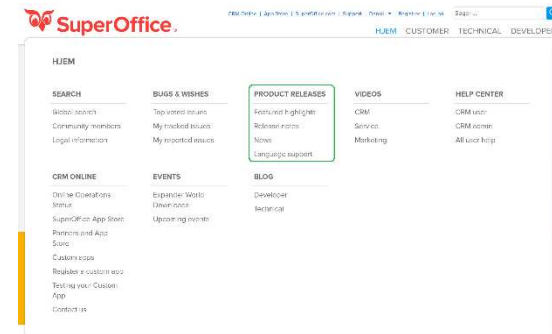 SuperOffice
CRM Online | App Store | SuperOffice.com | Support
Register | Log on
HJEM CUSTOMER TECHNICAL DEVELOPER
HJEM
SEARCH
Global search
Community members
Legal information
BUGS & WISHES
Top voted issues
My tracked issues
My reported issues
PRODUCT RELEASES
Featured highlights
Release notes
News
Language support
VIDEOS
CRM
Service
Marketing
HELP CENTER
CRM user
CRM admin
All user help
CRM ONLINE
Online Operations
Status
SuperOffice App Store
Partners and App
Store
Custom apps
Register a custom app
Testing your Custom
App
Contact us
EVENTS
Expander World
Downloads
Upcoming events
BLOG
Developer
Technical